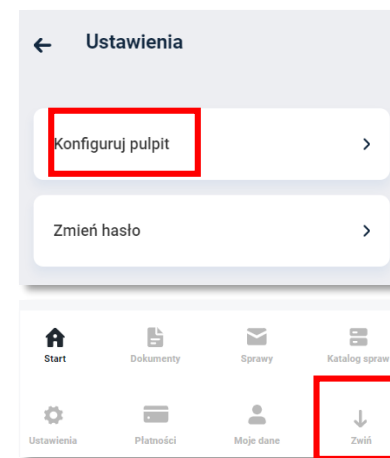 Ustawienia
Konfiguruj pulpit
Zmień hasło
Start Dokumenty Sprawy Katalog spraw
Ustawienia Płatności Moje dane Zwiń